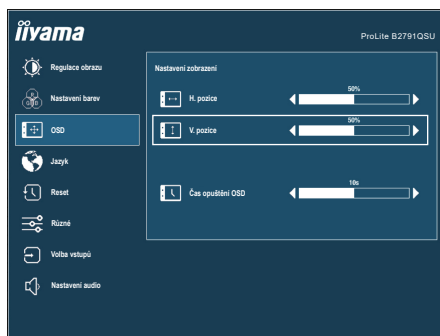 iiyama
ProLite B2791QSU
Regulace obrazu
Nastavení barev
R
G B
OSD
Jazyk
Reset
Různé
Volba vstupů
Nastavení audio
Nastavení zobrazení
H. pozice
50%
V. pozice
50%
Čas opuštění OSD
10s